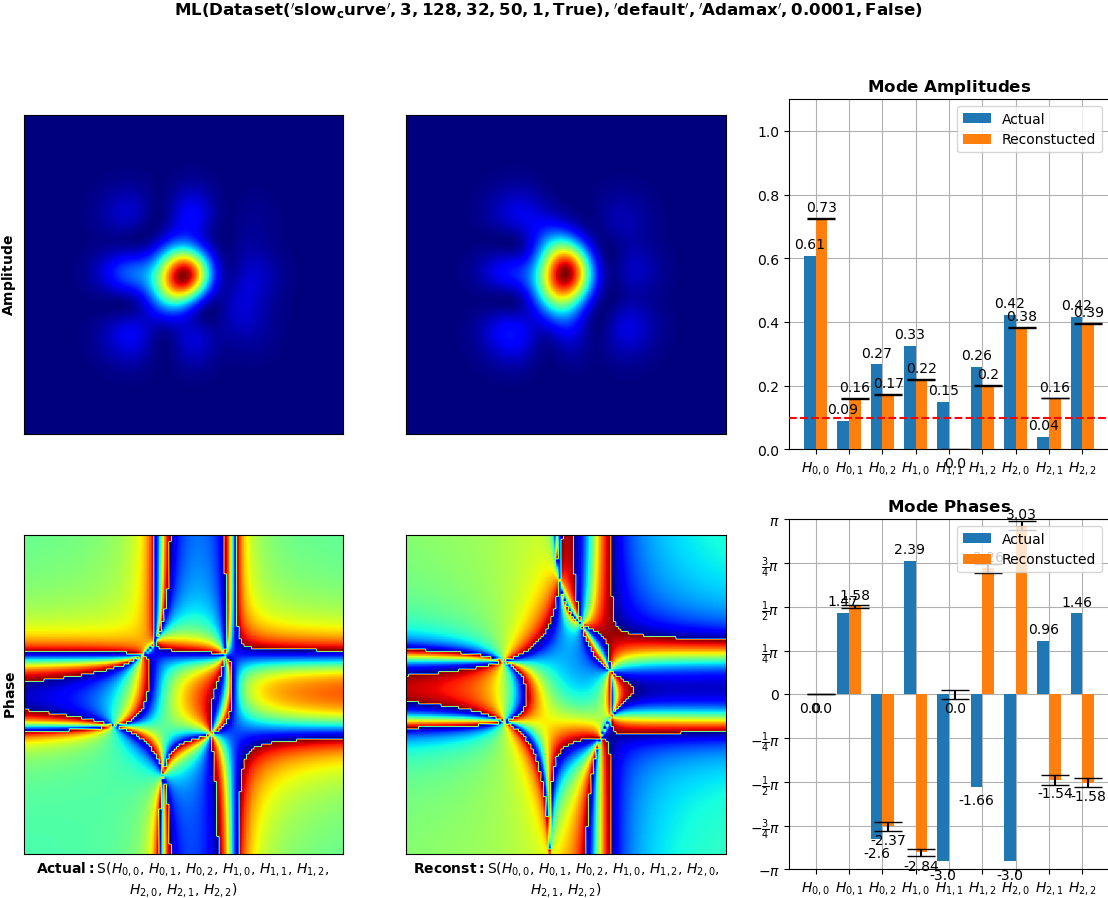 ML(Dataset('slow_curve', 3, 128, 32, 50, 1, True), 'default', 'Adamax', 0.0001, False)
Amplitude
Mode Amplitudes
Actual
Reconstucted
1.0
0.8
0.6
0.4
0.2
0.0
0.61
0.73
0.09
0.16
0.27
0.17
0.33
0.22
0.15
0.0
0.26
0.2
0.42
0.38
0.04
0.16
0.42
0.39
H0,0 H0,1 H0,2 H1,0 H1,1 H1,2 H2,0 H2,1 H2,2
Phase
Mode Phases
Actual
Reconstucted
π
3/4π
1/2π
1/4π
0
−1/4π
−1/2π
−3/4π
−π
0.0
0.0
1.58
-2.6
-2.37
2.39
-2.84
-3.0
0.0
-1.66
-3.0
3.03
0.96
-1.54
1.46
-1.58
H0,0 H0,1 H0,2 H1,0 H1,1 H1,2 H2,0 H2,1 H2,2
Actual: S(H0,0, H0,1, H0,2, H1,0, H1,1, H1,2,
H2,0, H2,1, H2,2)
Reconst: S(H0,0, H0,1, H0,2, H1,0, H1,2, H2,0,
H2,1, H2,2)